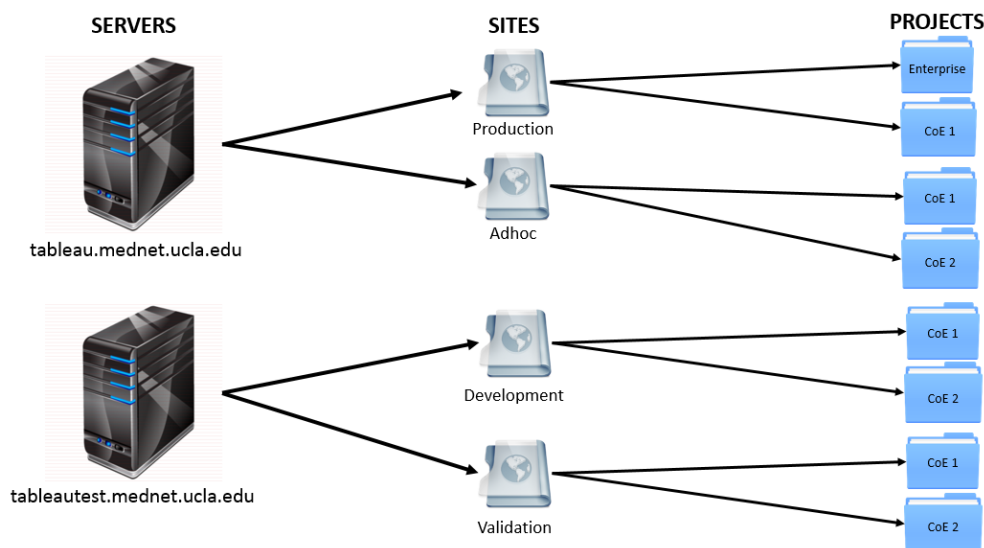 SERVERS
SITES
PROJECTS
Enterprise
Production
CoE 1
CoE 1
Adhoc
tableau.mednet.ucla.edu
CoE 2
CoE 1
Development
CoE 2
CoE 1
tableautest.mednet.ucla.edu
Validation
CoE 2